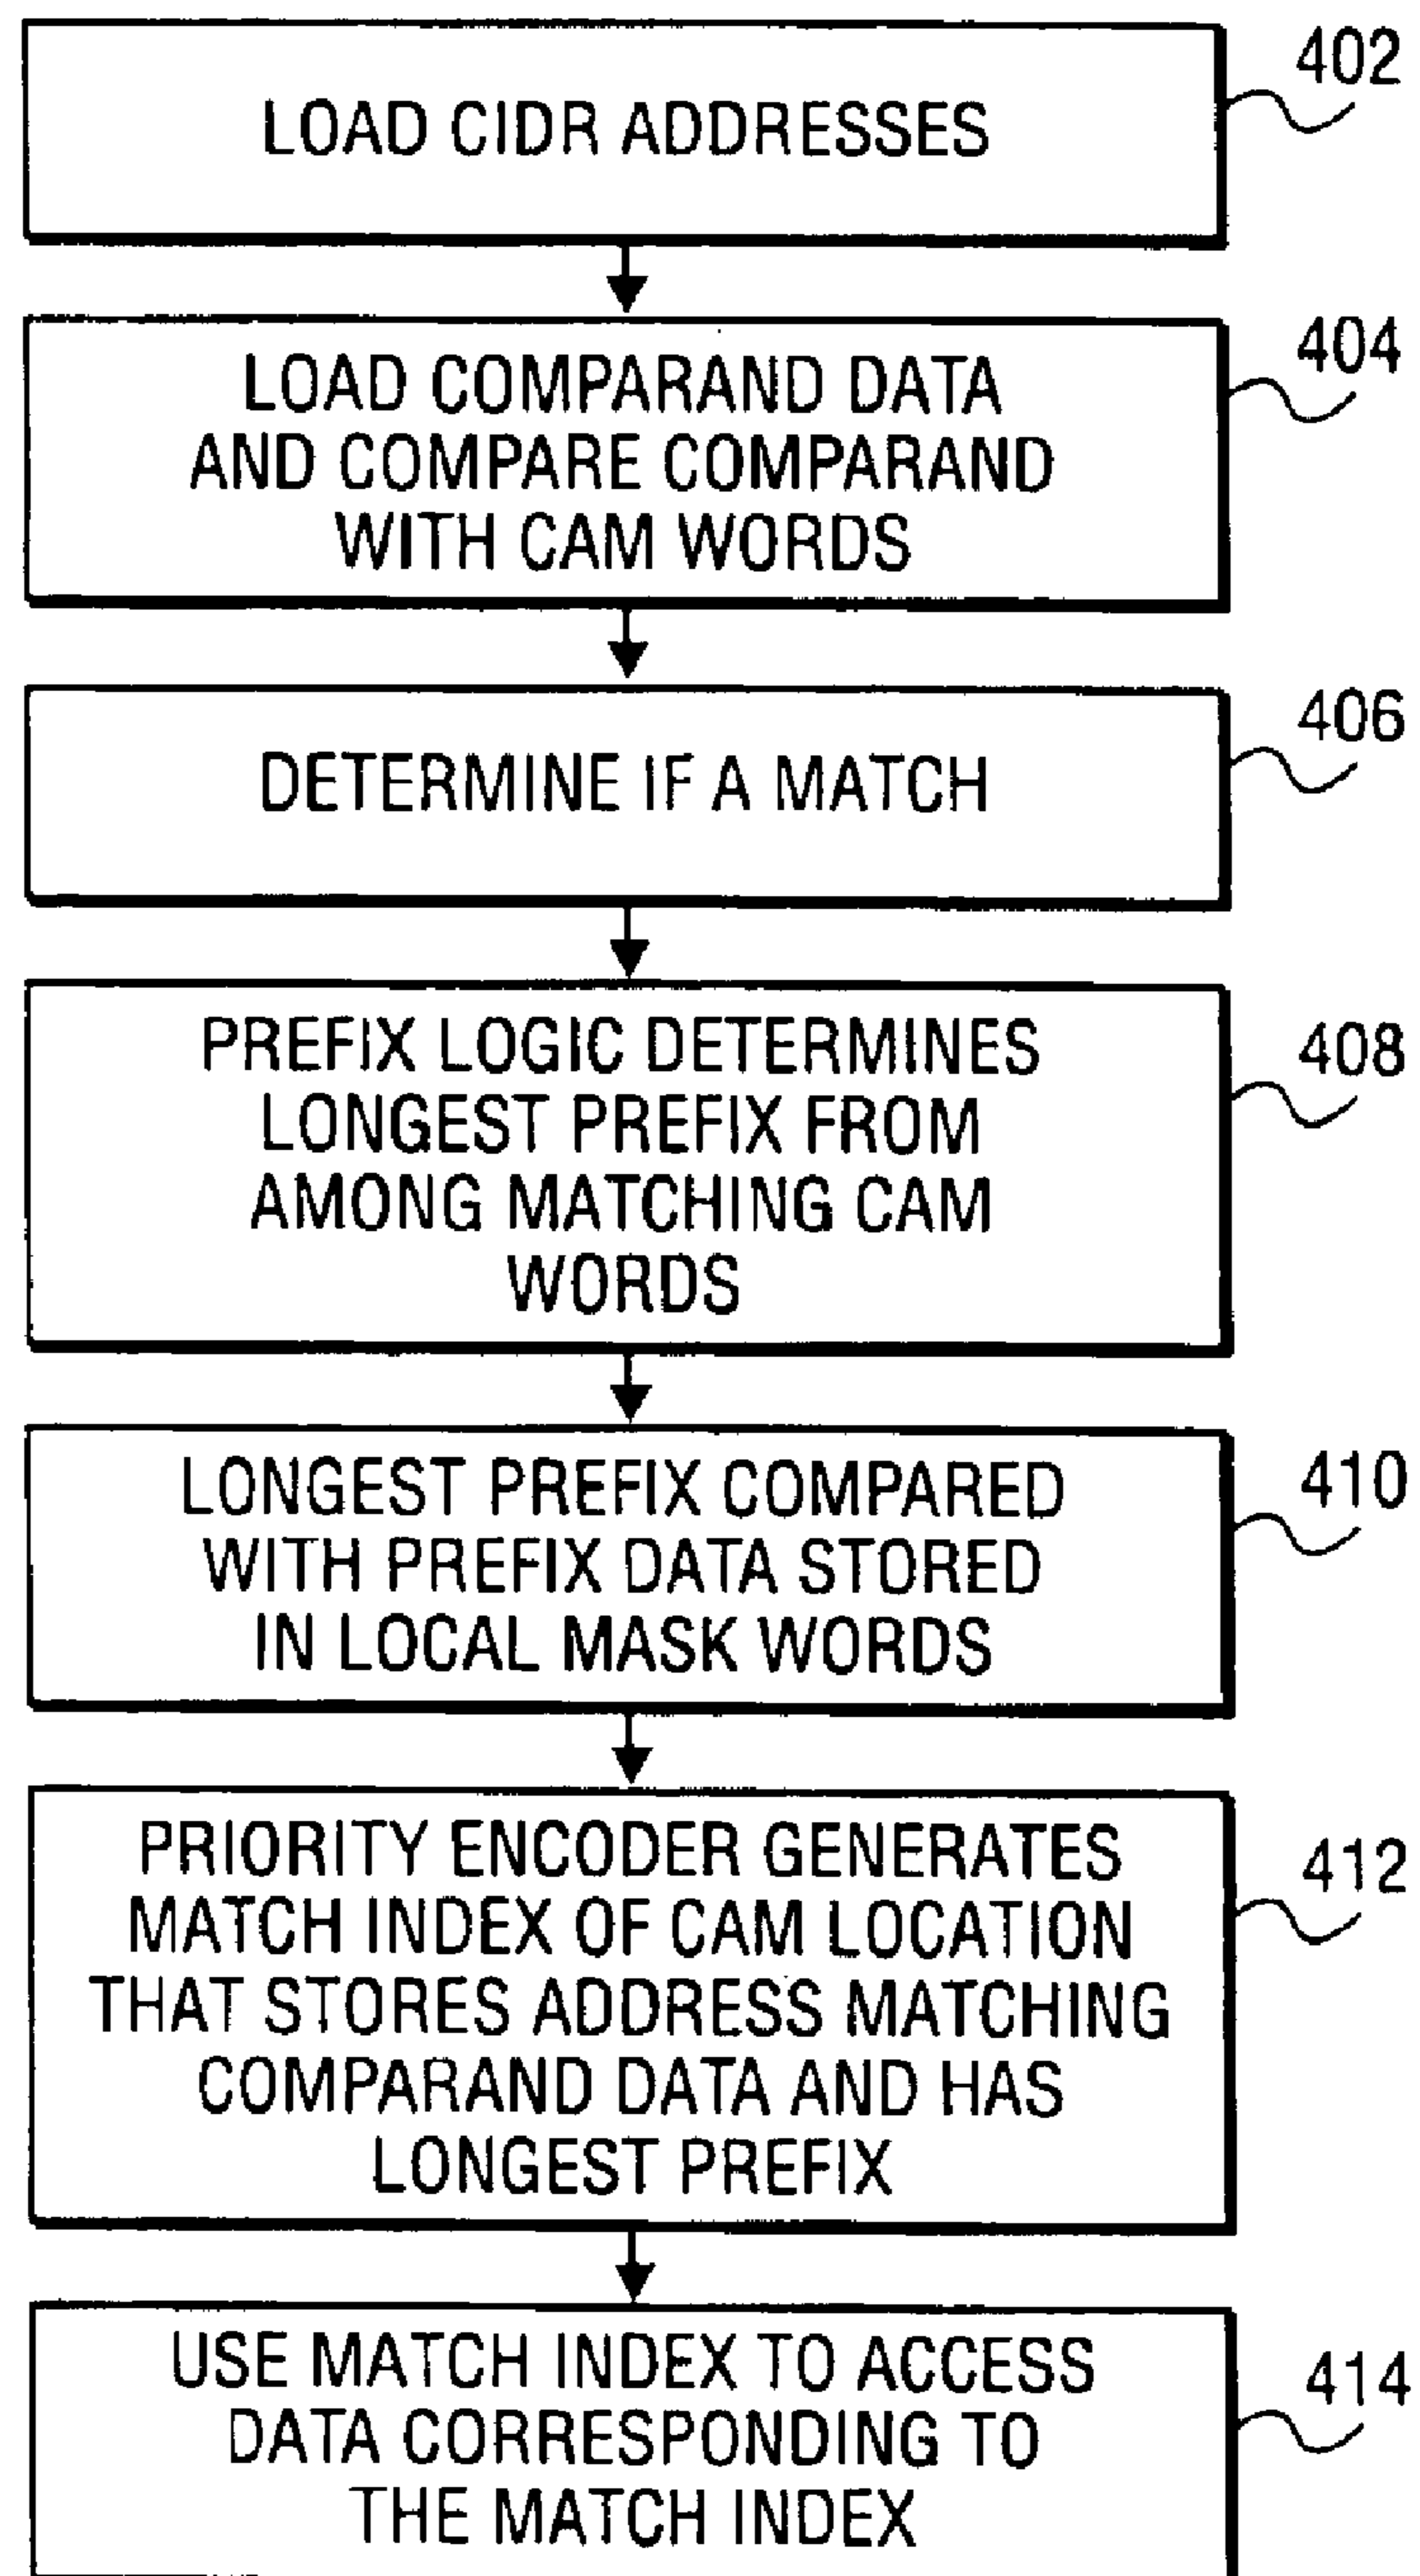 402
LOAD CIDR ADDRESSES
404
LOAD COMPARAND DATA
AND COMPARE COMPARAND
WITH CAM WORDS
406
DETERMINE IF A MATCH
408
PREFIX LOGIC DETERMINES
LONGEST PREFIX FROM
AMONG MATCHING CAM
WORDS
410
LONGEST PREFIX COMPARED
WITH PREFIX DATA STORED
IN LOCAL MASK WORDS
412
PRIORITY ENCODER GENERATES
MATCH INDEX OF CAM LOCATION
THAT STORES ADDRESS MATCHING
COMPARAND DATA AND HAS
LONGEST PREFIX
414
USE MATCH INDEX TO ACCESS
DATA CORRESPONDING TO
THE MATCH INDEX